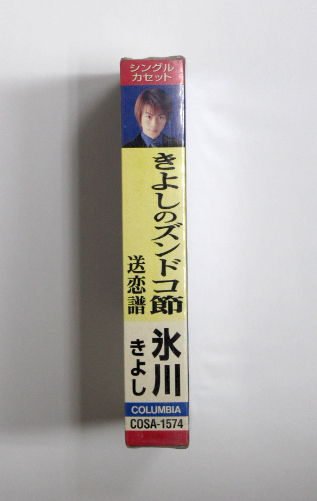 シングル
カセット
きよしのズンドコ節
送恋譜
氷川
きよし
COLUMBIA
COSA-1574